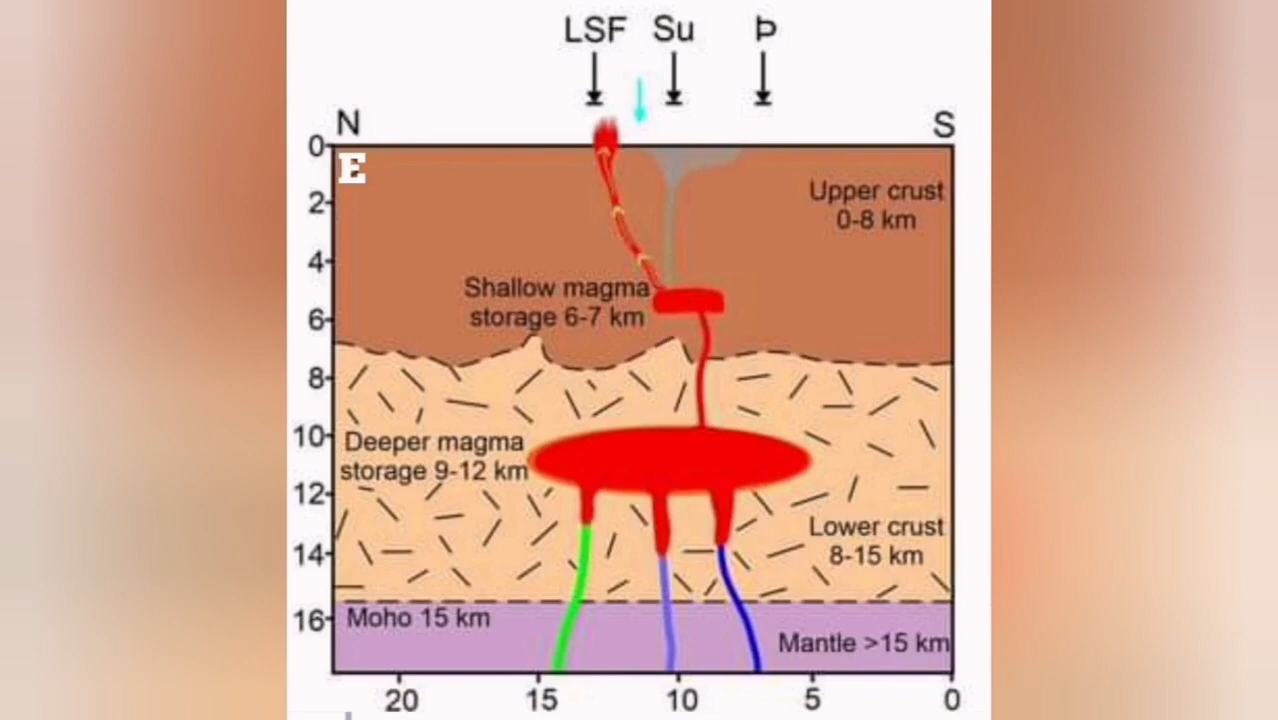 LSF Su Þ
N S
0
E
Upper crust
0-8 km
2
4
Shallow magma
storage 6-7 km
6
8
10
Deeper magma
storage 9-12 km
12
Lower crust
8-15 km
14
16
Moho 15 km
Mantle >15 km
20 15 10 5 0